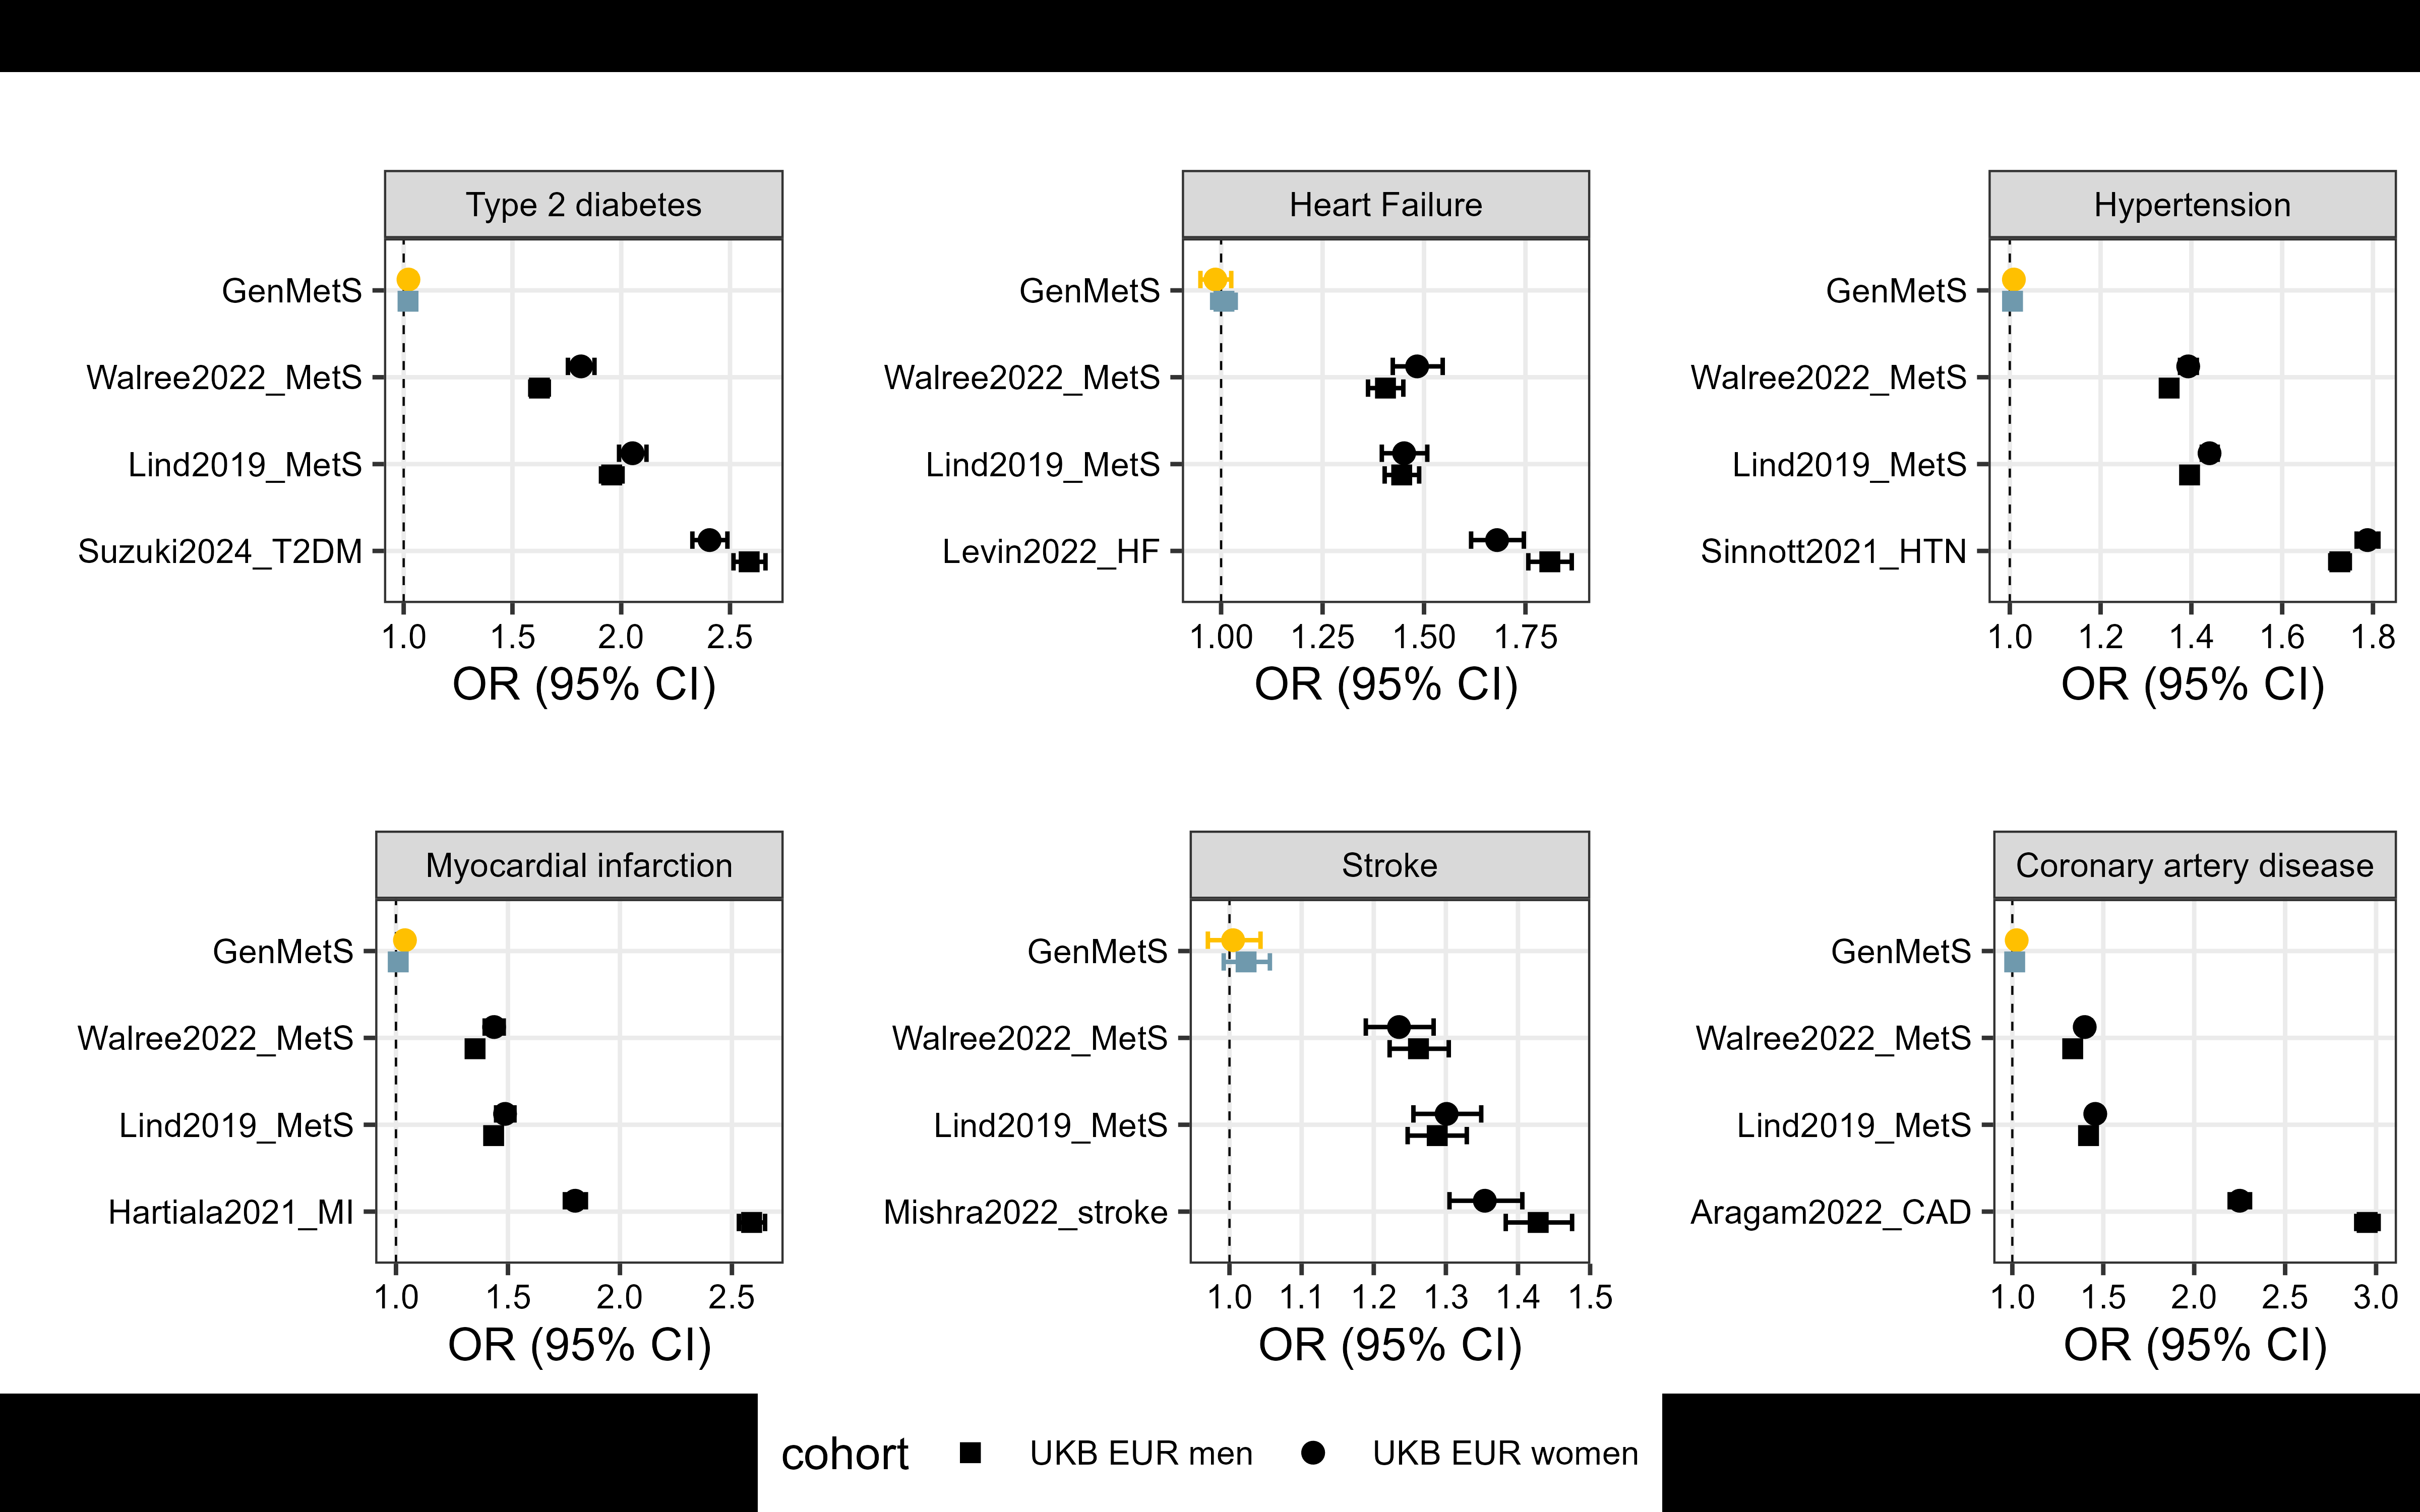 Type 2 diabetes
GenMetS
Walree2022_MetS
Lind2019_MetS
Suzuki2024_T2DM
1.0 1.5 2.0 2.5
OR (95% CI)
Heart Failure
GenMetS
Walree2022_MetS
Lind2019_MetS
Levin2022_HF
1.00 1.25 1.50 1.75
OR (95% CI)
Hypertension
GenMetS
Walree2022_MetS
Lind2019_MetS
Sinnott2021_HTN
1.0 1.2 1.4 1.6 1.8
OR (95% CI)
Myocardial infarction
GenMetS
Walree2022_MetS
Lind2019_MetS
Hartiala2021_MI
1.0 1.5 2.0 2.5
OR (95% CI)
Stroke
GenMetS
Walree2022_MetS
Lind2019_MetS
Mishra2022_stroke
1.0 1.1 1.2 1.3 1.4 1.5
OR (95% CI)
Coronary artery disease
GenMetS
Walree2022_MetS
Lind2019_MetS
Aragam2022_CAD
1.0 1.5 2.0 2.5 3.0
OR (95% CI)
cohort UKB EUR men UKB EUR women